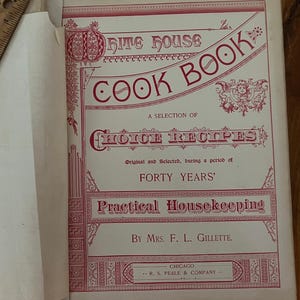 White House
Cook Book
A SELECTION OF
Choice Recipes
Original and Selected, During a period of
FORTY YEARS'
Practical Housekeeping
By Mrs. F. L. GILLETTE.
CHICAGO
R. S. PEALE & COMPANY